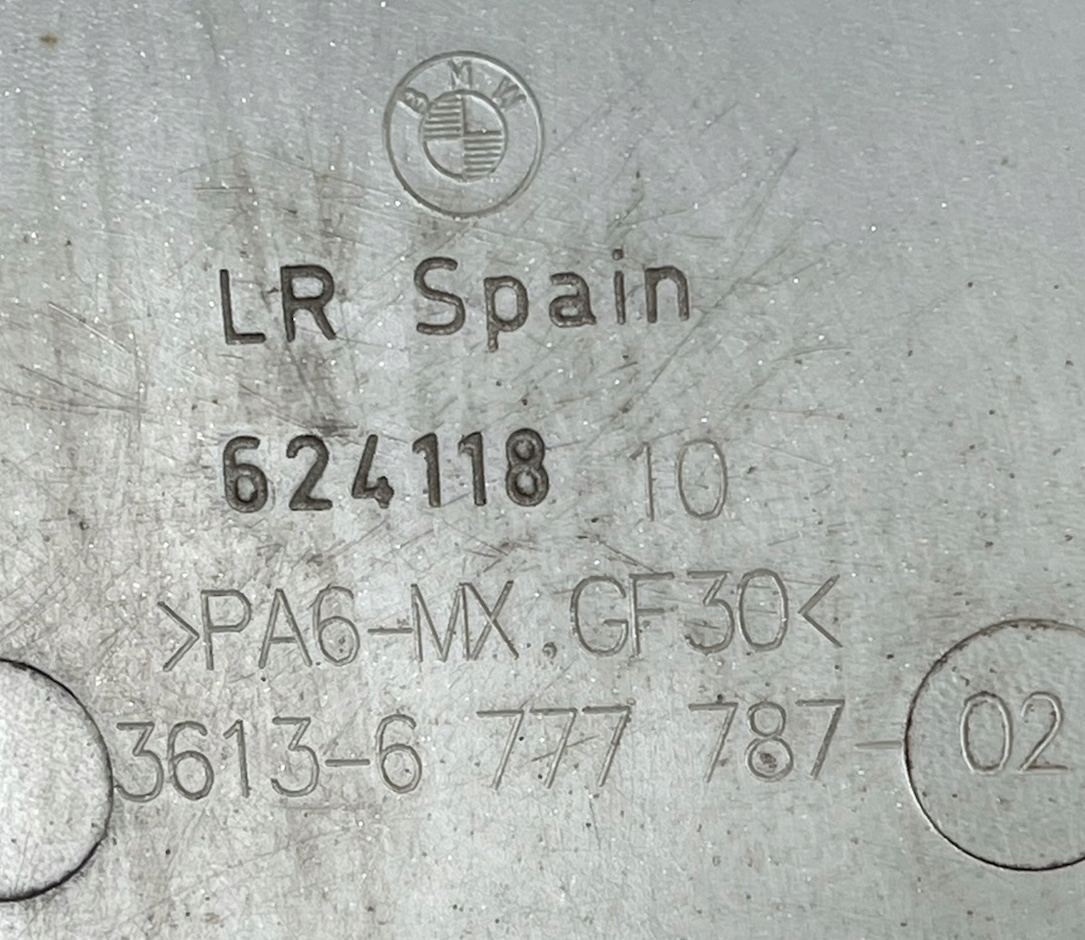 BMW
LR Spain
624118 10
>PA6-MX.GF30<
3613-6 777 787-02